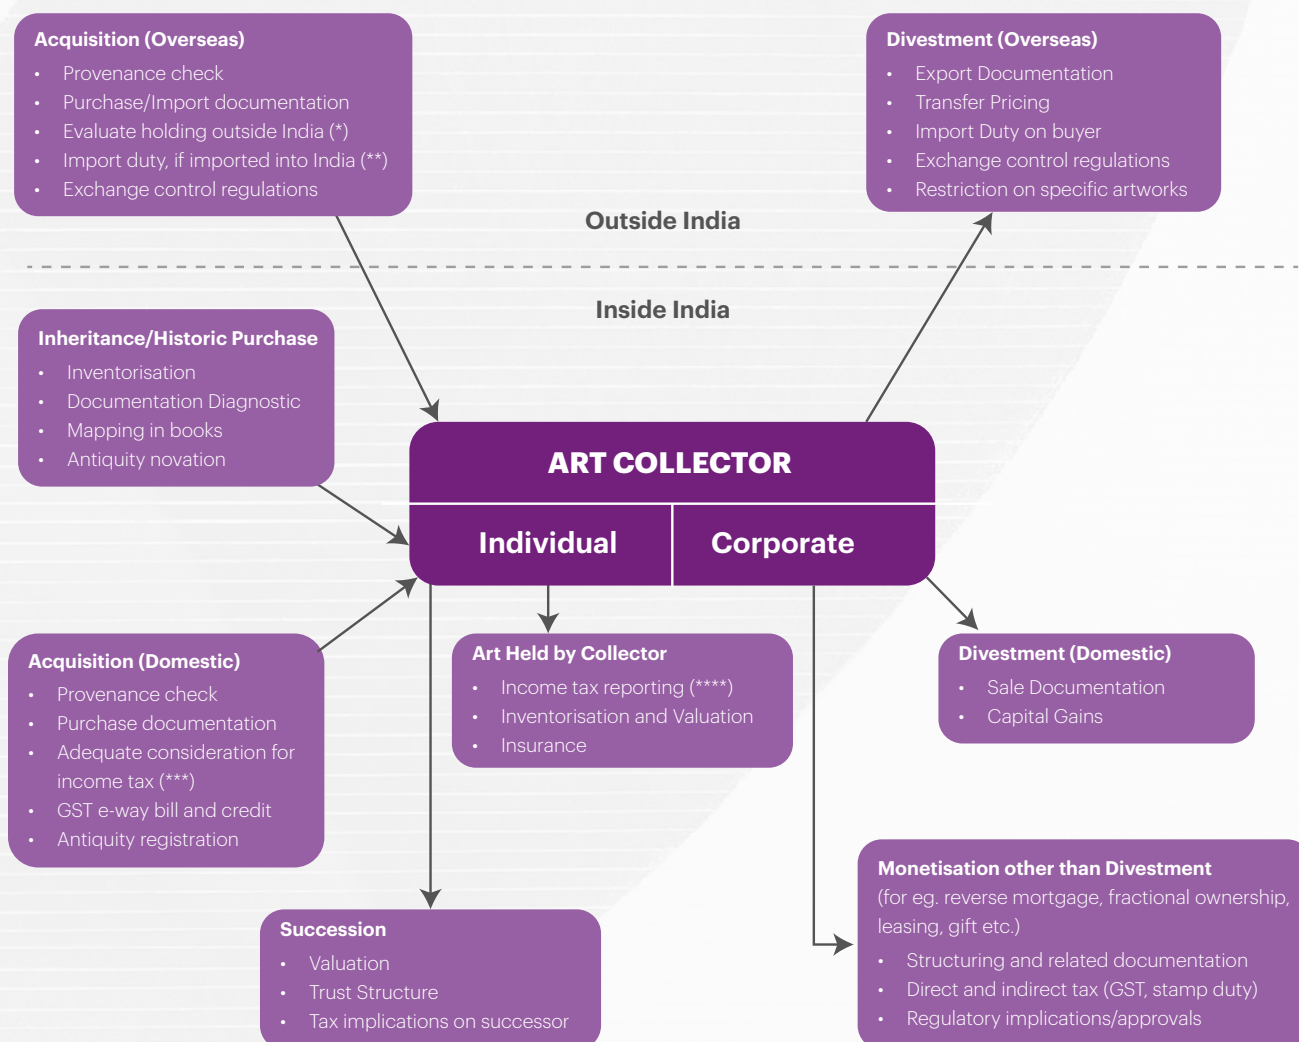 Acquisition (Overseas)
• Provenance check
• Purchase/Import documentation
• Evaluate holding outside India (*)
• Import duty, if imported into India (**)
• Exchange control regulations
Divestment (Overseas)
• Export Documentation
• Transfer Pricing
• Import Duty on buyer
• Exchange control regulations
• Restriction on specific artworks
Outside India
Inside India
Inheritance/Historic Purchase
• Inventorisation
• Documentation Diagnostic
• Mapping in books
• Antiquity novation
ART COLLECTOR
Individual
Corporate
Acquisition (Domestic)
• Provenance check
• Purchase documentation
• Adequate consideration for
income tax (***)
• GST e-way bill and credit
• Antiquity registration
Art Held by Collector
• Income tax reporting (****)
• Inventorisation and Valuation
• Insurance
Divestment (Domestic)
• Sale Documentation
• Capital Gains
Succession
• Valuation
• Trust Structure
• Tax implications on successor
Monetisation other than Divestment
(for eg. reverse mortgage, fractional ownership,
leasing, gift etc.)
• Structuring and related documentation
• Direct and indirect tax (GST, stamp duty)
• Regulatory implications/approvals